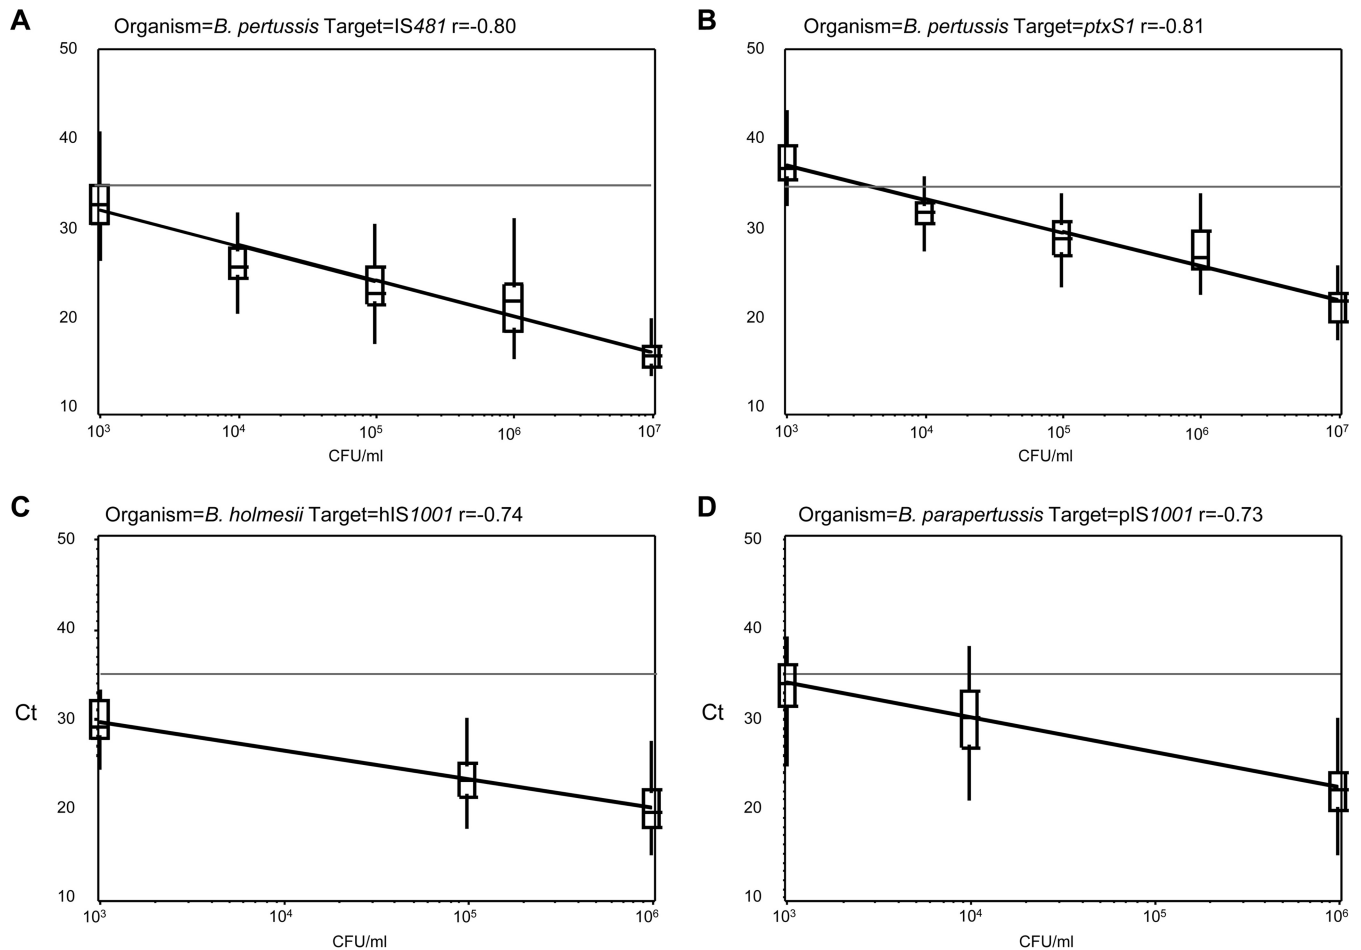 A
Organism=B. pertussis Target=IS481 r=-0.80
50
40
30
20
10
10³ 10⁴ 10⁵ 10⁶ 10⁷
CFU/ml
B
Organism=B. pertussis Target=ptxS1 r=-0.81
50
40
30
20
10
10³ 10⁴ 10⁵ 10⁶ 10⁷
CFU/ml
C
Organism=B. holmesii Target=hIS1001 r=-0.74
50
40
30
20
10
Ct
10³ 10⁴ 10⁵ 10⁶
CFU/ml
D
Organism=B. parapertussis Target=pIS1001 r=-0.73
50
40
30
20
10
Ct
10³ 10⁴ 10⁵ 10⁶
CFU/ml